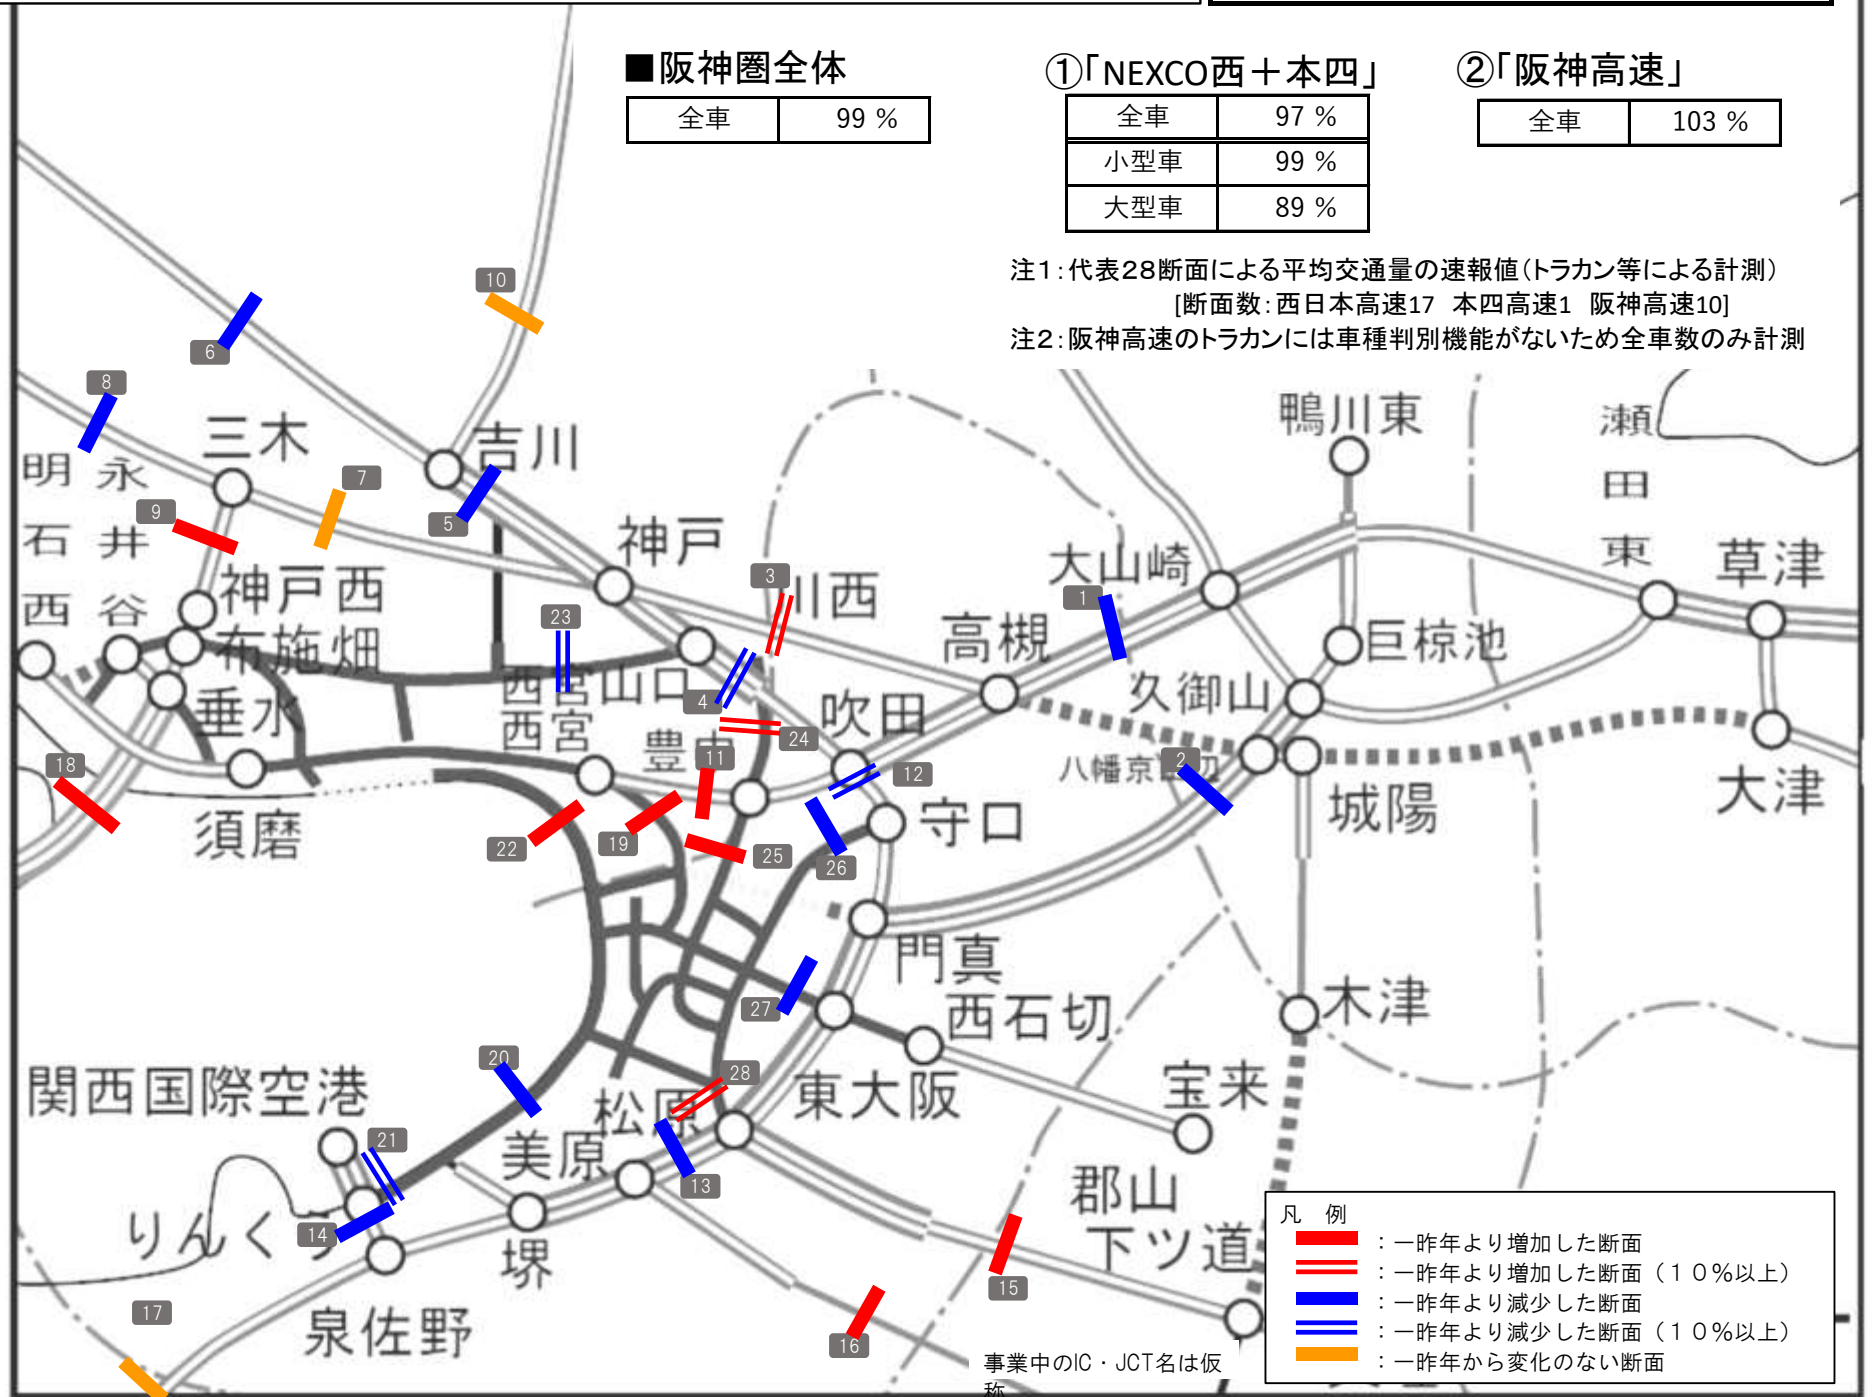 ■阪神圏全体
全車 99 %
①「NEXCO西＋本四」
全車 97 %
小型車 99 %
大型車 89 %
②「阪神高速」
全車 103 %
注1：代表28断面による平均交通量の速報値（トラカン等による計測）
[断面数：西日本高速17 本四高速1 阪神高速10]
注2：阪神高速のトラカンには車種判別機能がないため全車数のみ計測
10
6
8
三木
吉川
鴨川東
瀬田東
明石西
永井谷
7
9
5
神戸
大山崎
草津
神戸西
3
川西
1
23
布施畑
高槻
巨椋池
西宮山口
4
久御山
垂水
西宮
吹田
24
豊中
11
12
2
八幡京田辺
18
大津
須磨
守口
城陽
22
19
25
26
門真
27
西石切
木津
20
28
関西国際空港
松原
東大阪
宝来
21
美原
13
郡山下ツ道
りんくう
14
堺
15
17
泉佐野
16
事業中のIC・JCT名は仮
称
凡 例
：一昨年より増加した断面
：一昨年より増加した断面（１０％以上）
：一昨年より減少した断面
：一昨年より減少した断面（１０％以上）
：一昨年から変化のない断面